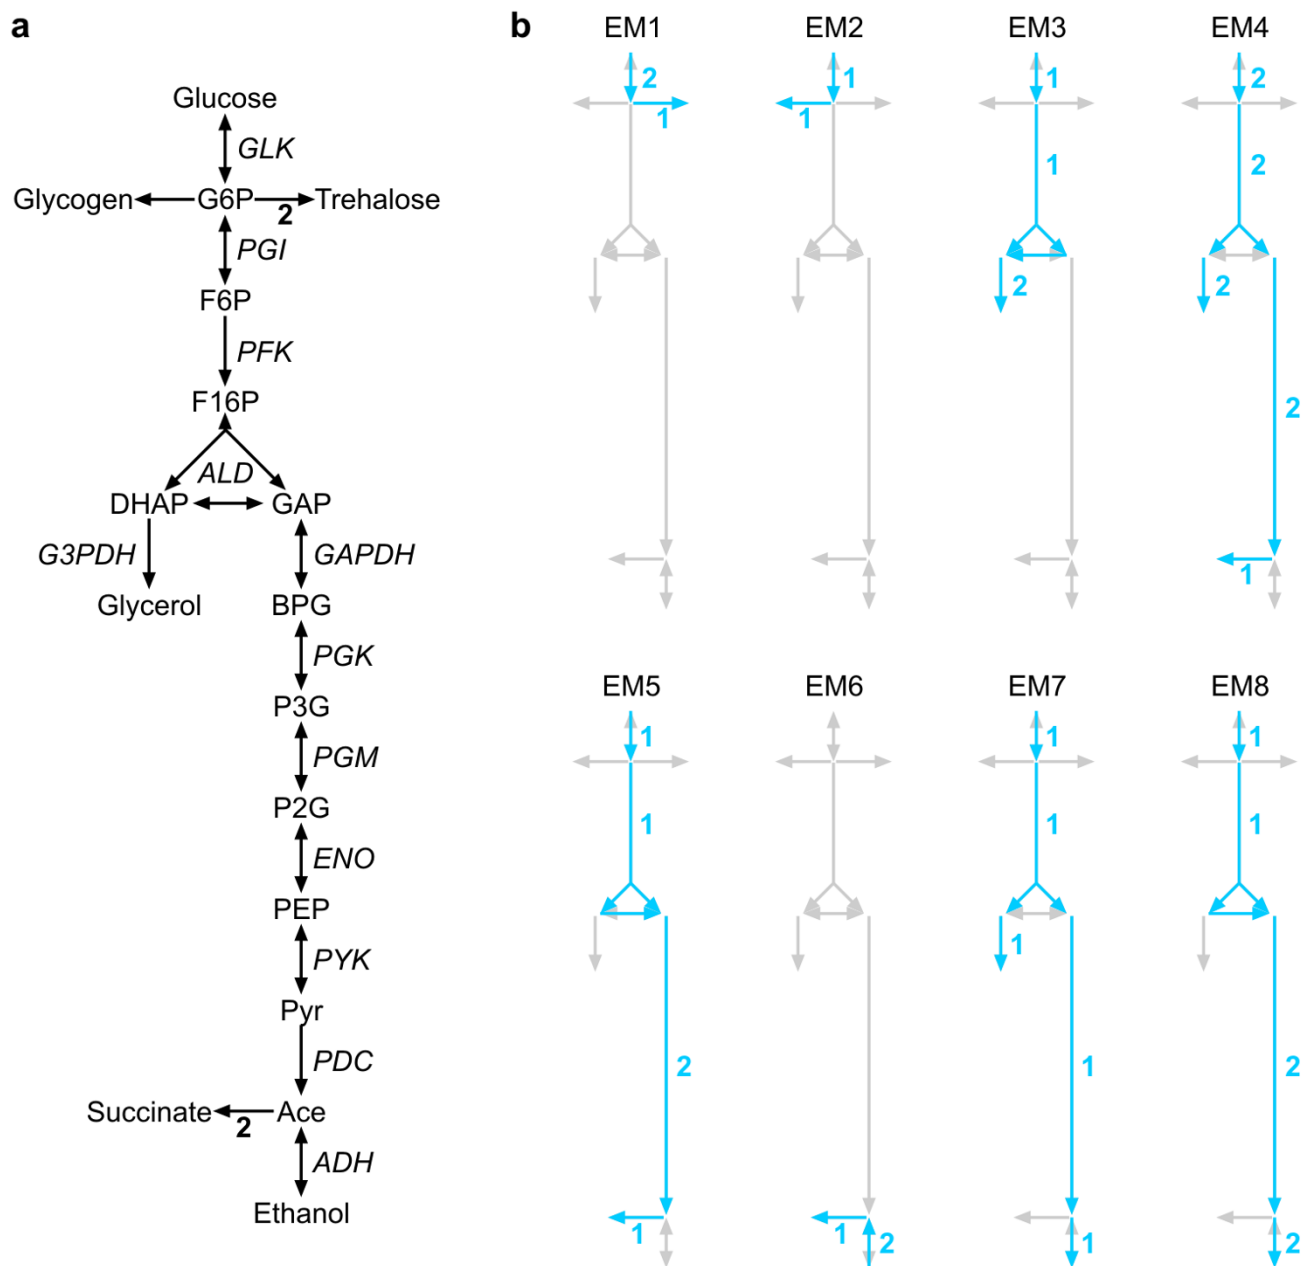 a
Glucose
GLK
Glycogen G6P Trehalose
2
PGI
F6P
PFK
F16P
ALD
DHAP GAP
G3PDH GAPDH
Glycerol BPG
PGK
P3G
PGM
P2G
ENO
PEP
PYK
Pyr
PDC
Succinate Ace
2
ADH
Ethanol
b
EM1 EM2 EM3 EM4
2 1 1 2
1 1
1 2
2 2
2
1
EM5 EM6 EM7 EM8
1 1 1
1 1 1
1
2 1 2
1 1 2 1 2